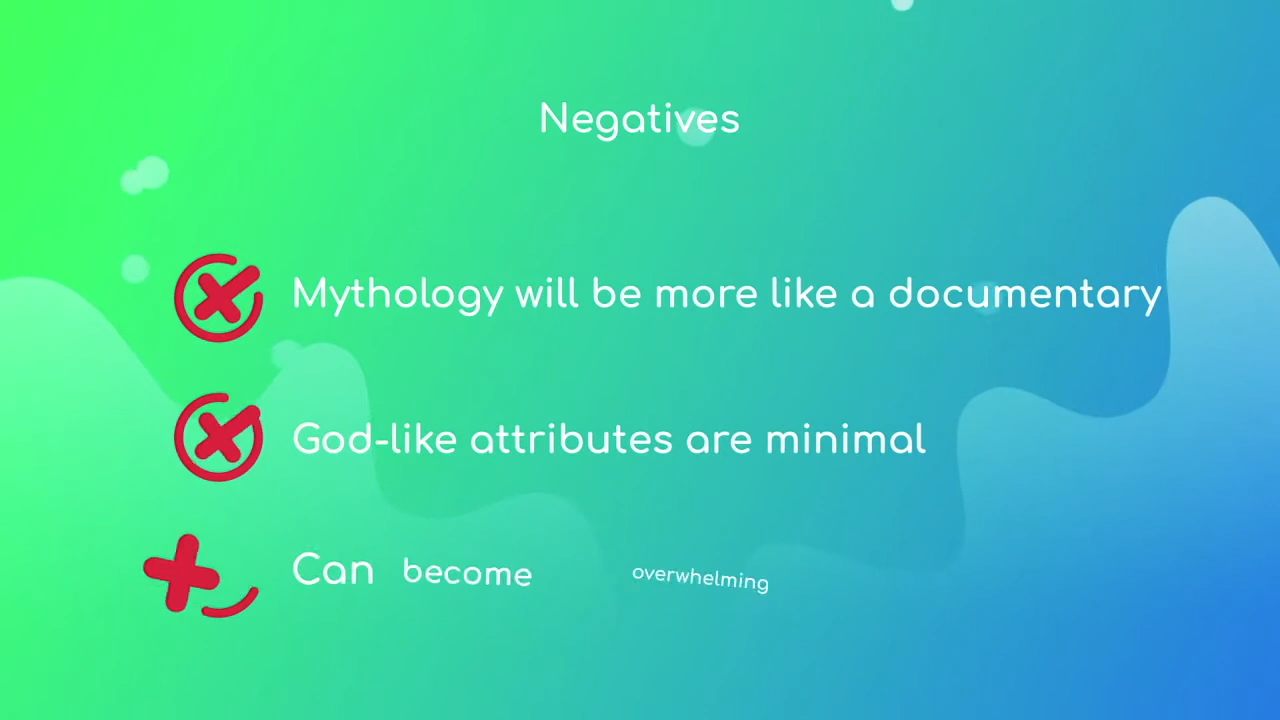 Negatives
Mythology will be more like a documentary
God-like attributes are minimal
Can become overwhelming